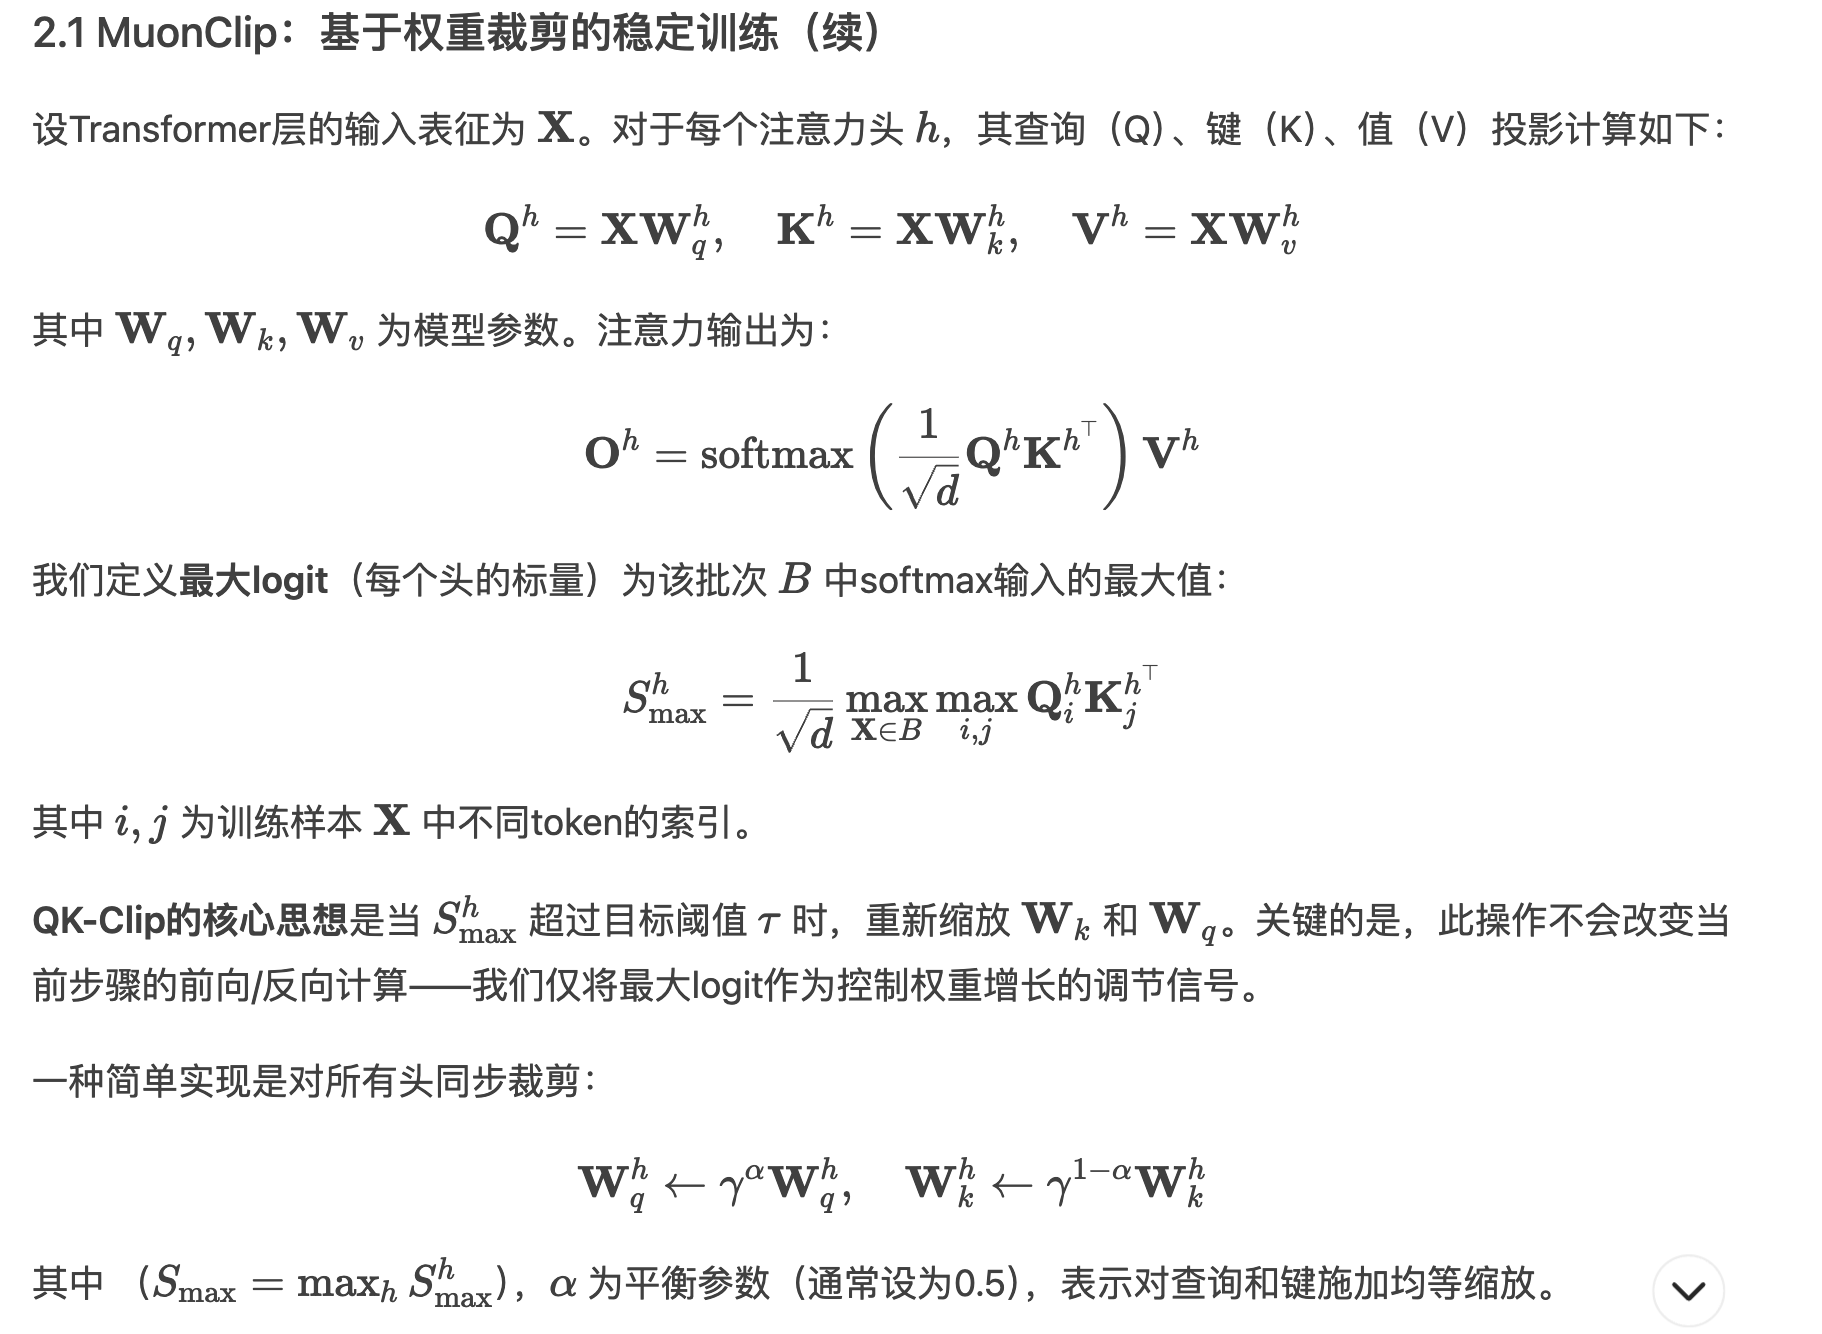 2.1 MuonClip：基于权重裁剪的稳定训练（续）
设Transformer层的输入表征为 $\mathbf{X}$。对于每个注意力头 $h$，其查询（Q）、键（K）、值（V）投影计算如下：
$\mathbf{Q}^h = \mathbf{X}\mathbf{W}_q^h, \quad \mathbf{K}^h = \mathbf{X}\mathbf{W}_k^h, \quad \mathbf{V}^h = \mathbf{X}\mathbf{W}_v^h$
其中 $\mathbf{W}_q, \mathbf{W}_k, \mathbf{W}_v$ 为模型参数。注意力输出为：
$\mathbf{O}^h = \mathrm{softmax}\left(\frac{1}{\sqrt{d}}\mathbf{Q}^h\mathbf{K}^{h^\top}\right)\mathbf{V}^h$
我们定义最大logit（每个头的标量）为该批次 $B$ 中softmax输入的最大值：
$S_{\max}^h = \frac{1}{\sqrt{d}} \max_{\mathbf{X}\in B} \max_{i,j} \mathbf{Q}_i^h\mathbf{K}_j^{h^\top}$
其中 $i, j$ 为训练样本 $\mathbf{X}$ 中不同token的索引。
QK-Clip的核心思想是当 $S_{\max}^h$ 超过目标阈值 $\tau$ 时，重新缩放 $\mathbf{W}_k$ 和 $\mathbf{W}_q$。关键的是，此操作不会改变当
前步骤的前向/反向计算——我们仅将最大logit作为控制权重增长的调节信号。
一种简单实现是对所有头同步裁剪：
$\mathbf{W}_q^h \leftarrow \gamma^\alpha \mathbf{W}_q^h, \quad \mathbf{W}_k^h \leftarrow \gamma^{1-\alpha} \mathbf{W}_k^h$
其中 （$S_{\max} = \max_h S_{\max}^h$），$\alpha$ 为平衡参数（通常设为0.5），表示对查询和键施加均等缩放。